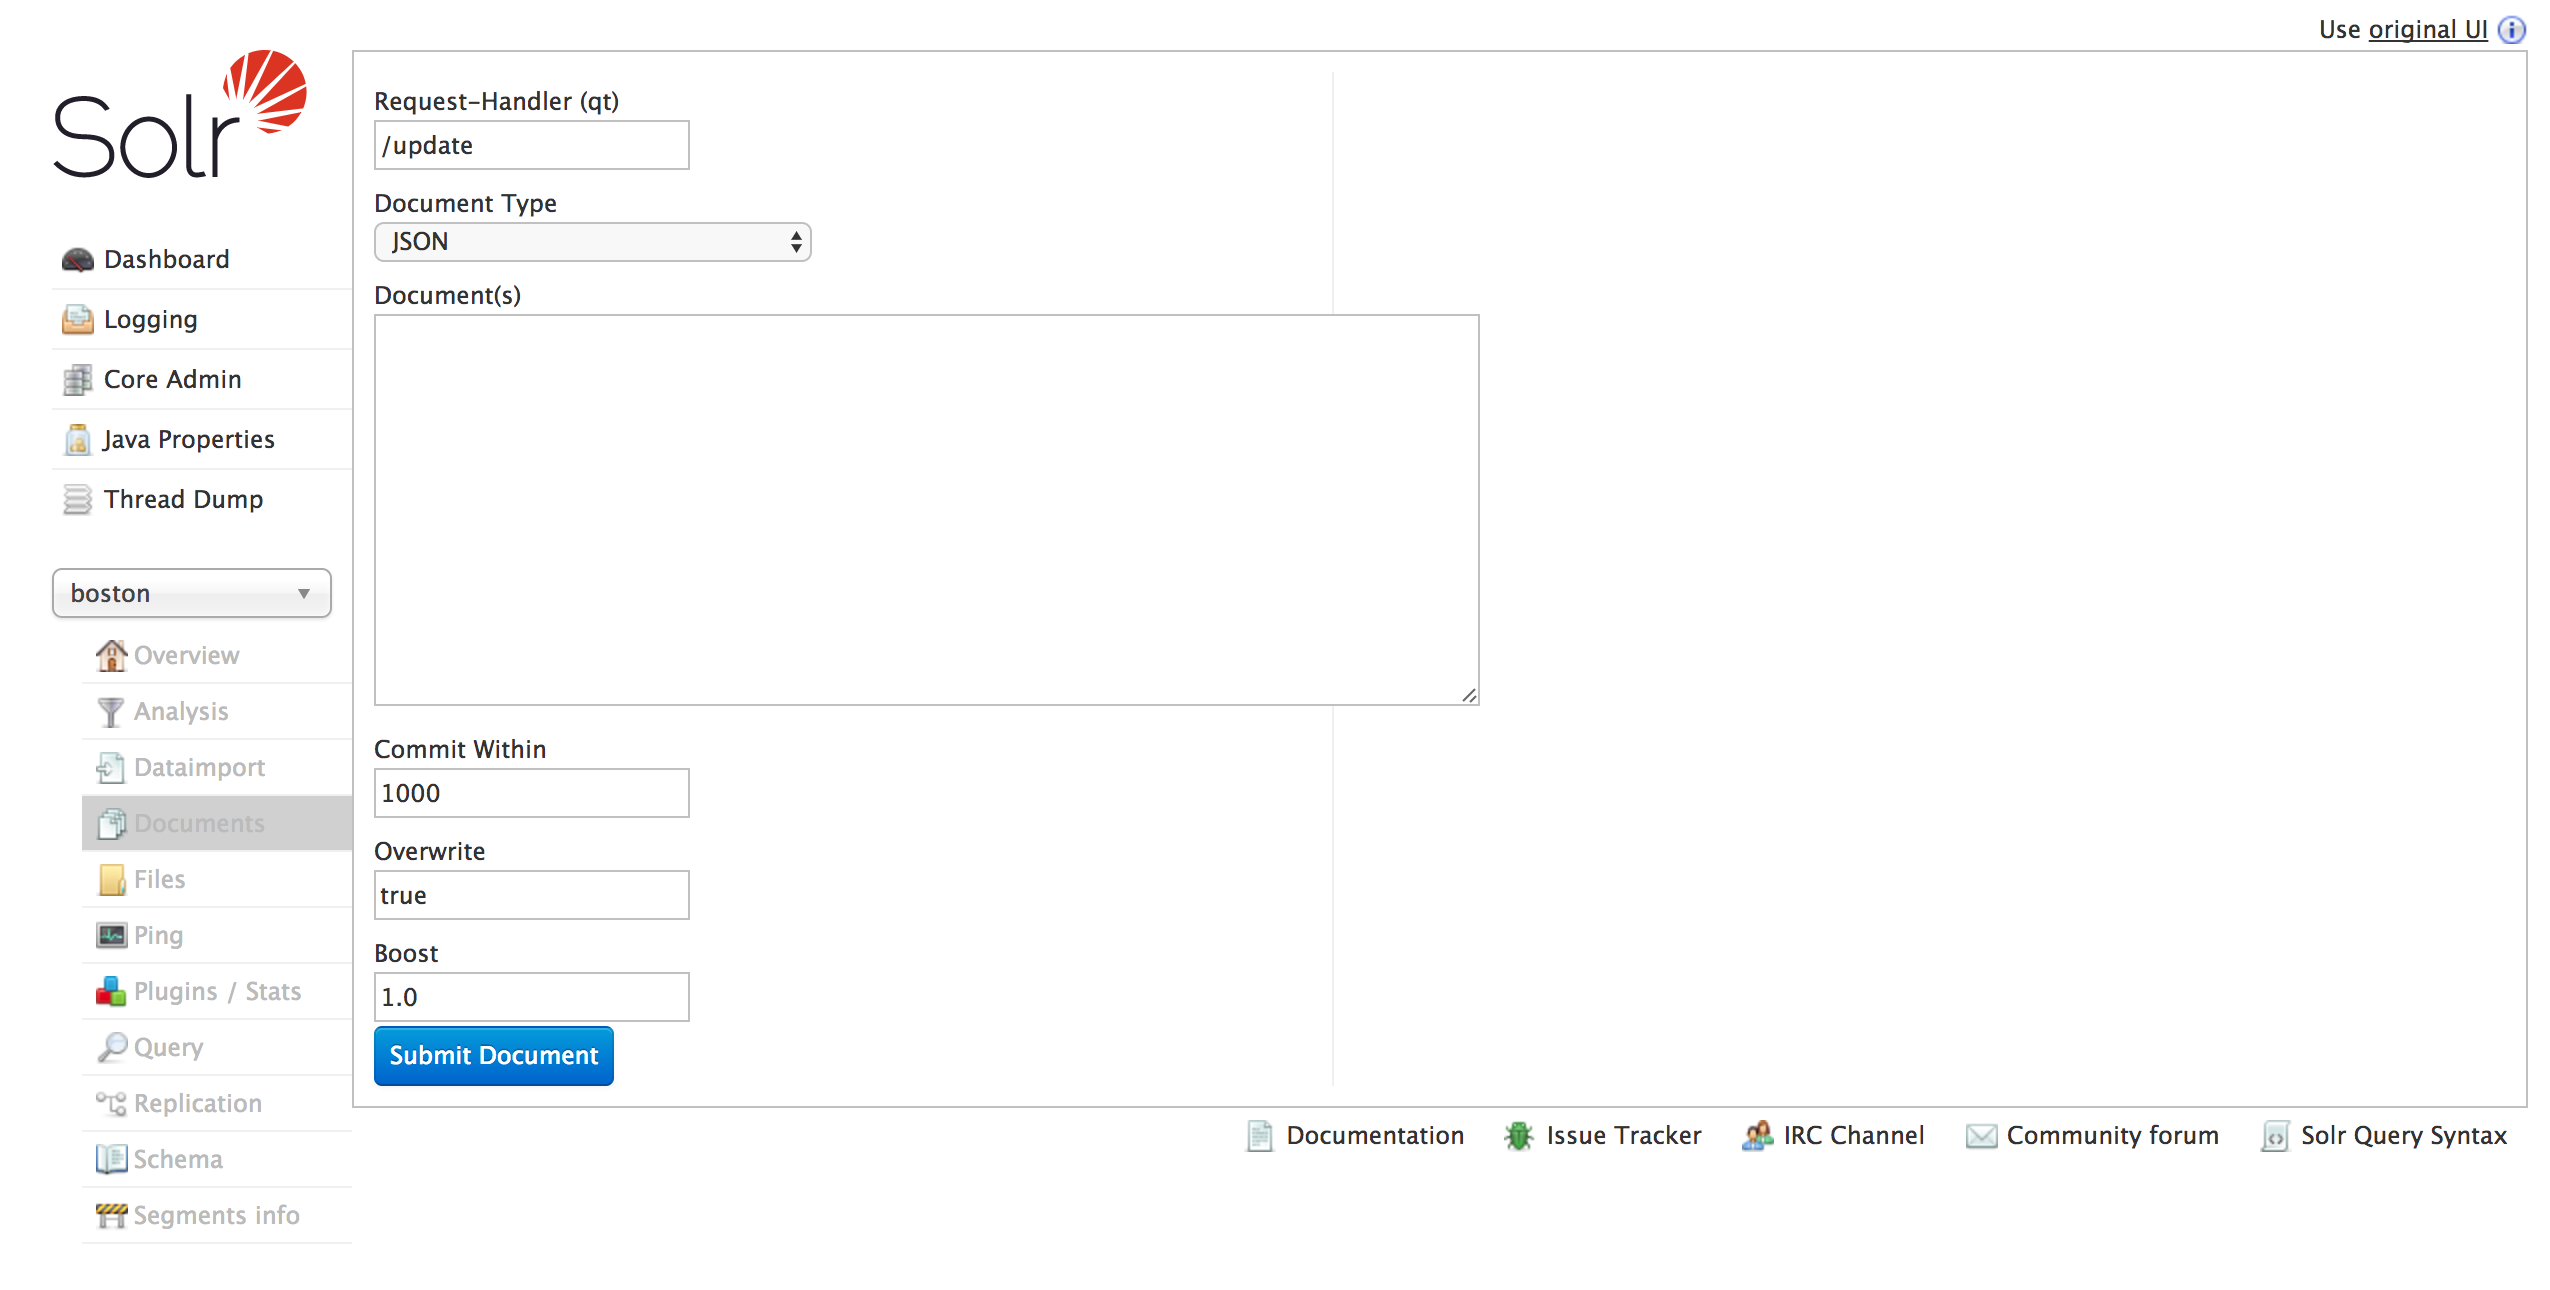 Use original UI
Solr
Dashboard
Logging
Core Admin
Java Properties
Thread Dump
boston
Overview
Analysis
Dataimport
Documents
Files
Ping
Plugins / Stats
Query
Replication
Schema
Segments info
Request-Handler (qt)
/update
Document Type
JSON
Document(s)
Commit Within
1000
Overwrite
true
Boost
1.0
Submit Document
Documentation
Issue Tracker
IRC Channel
Community forum
Solr Query Syntax